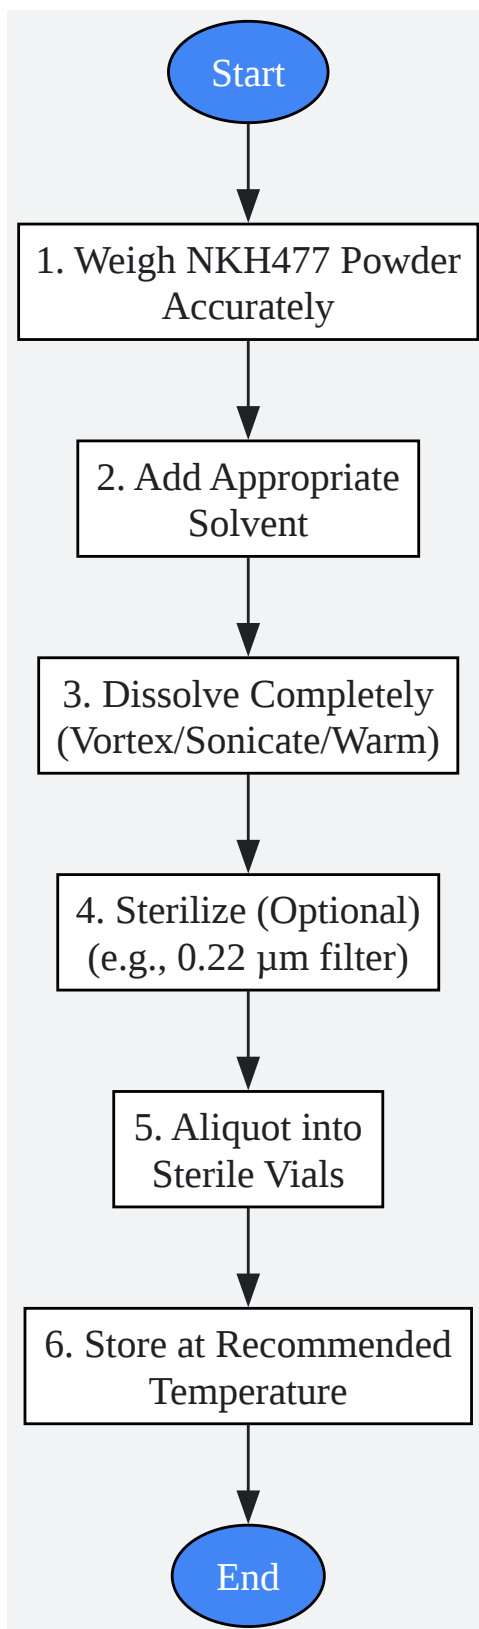 Start
1. Weigh NKH477 Powder
Accurately
2. Add Appropriate
Solvent
3. Dissolve Completely
(Vortex/Sonicate/Warm)
4. Sterilize (Optional)
(e.g., 0.22 µm filter)
5. Aliquot into
Sterile Vials
6. Store at Recommended
Temperature
End